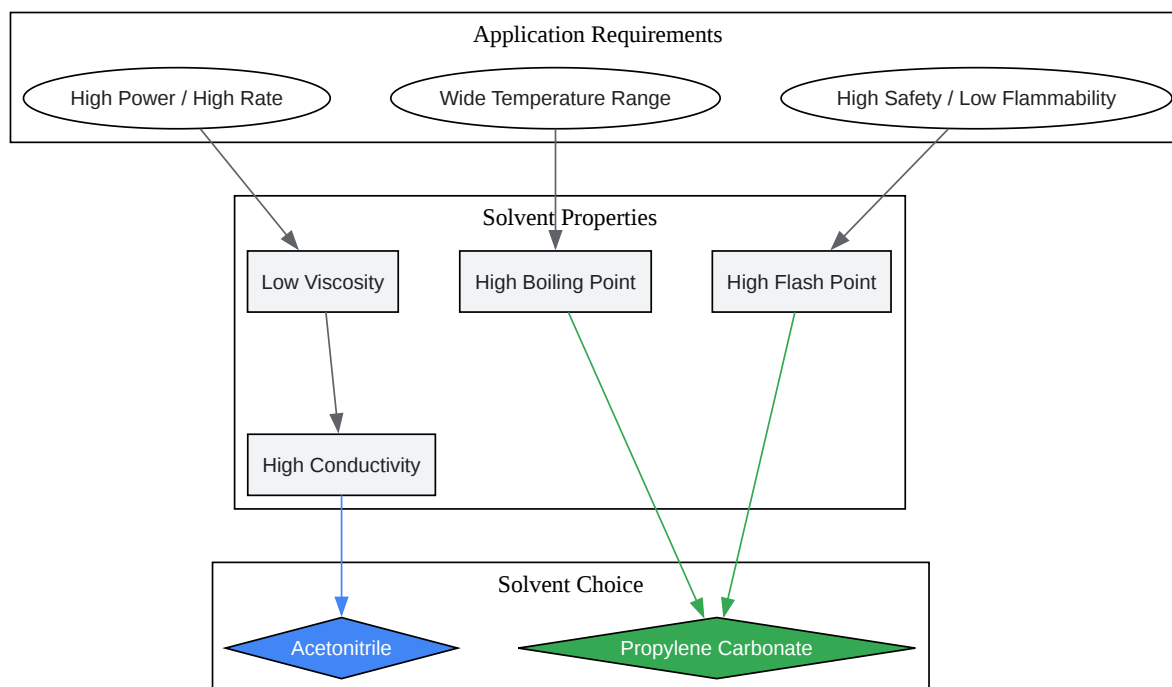 Application Requirements
High Power / High Rate
Wide Temperature Range
High Safety / Low Flammability
Solvent Properties
Low Viscosity
High Boiling Point
High Flash Point
High Conductivity
Solvent Choice
Acetonitrile
Propylene Carbonate